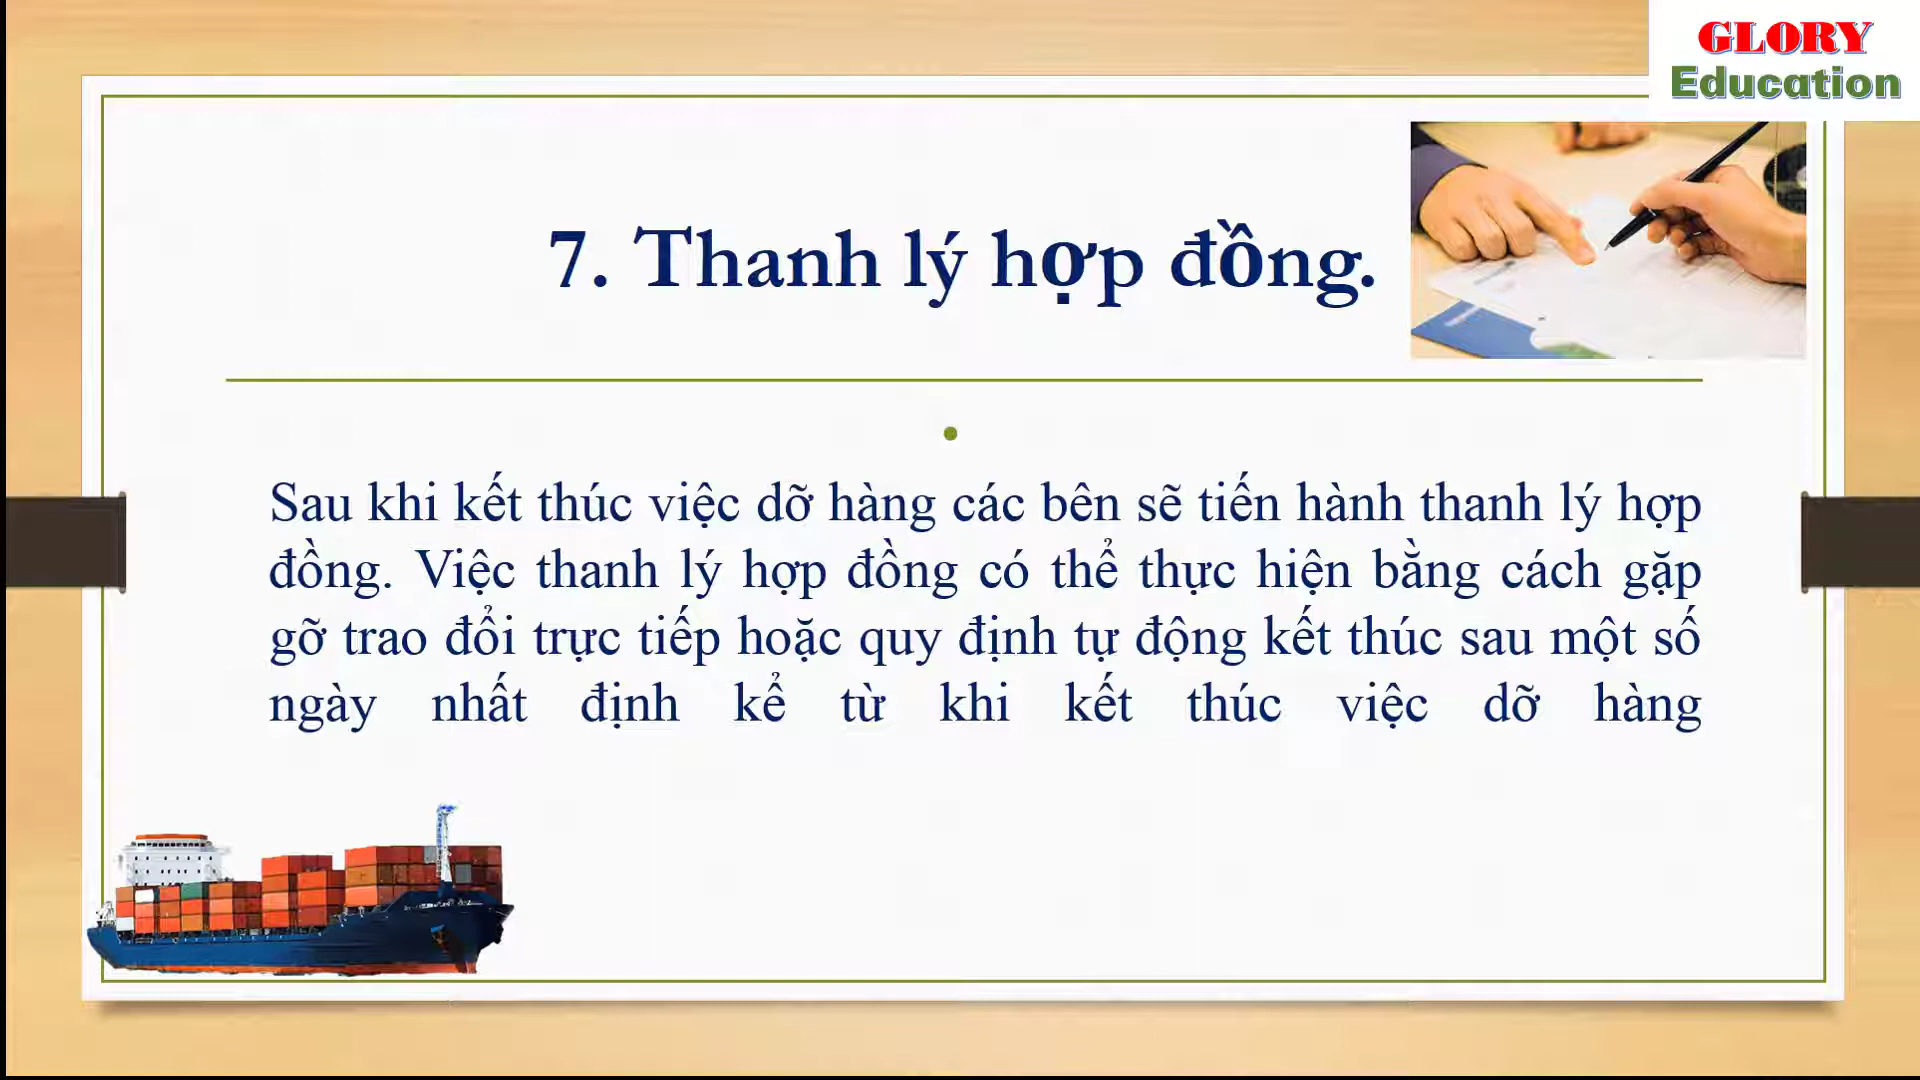 GLORY
Education
7. Thanh lý hợp đồng.
Sau khi kết thúc việc dỡ hàng các bên sẽ tiến hành thanh lý hợp
đồng. Việc thanh lý hợp đồng có thể thực hiện bằng cách gặp
gỡ trao đổi trực tiếp hoặc quy định tự động kết thúc sau một số
ngày nhất định kể từ khi kết thúc việc dỡ hàng